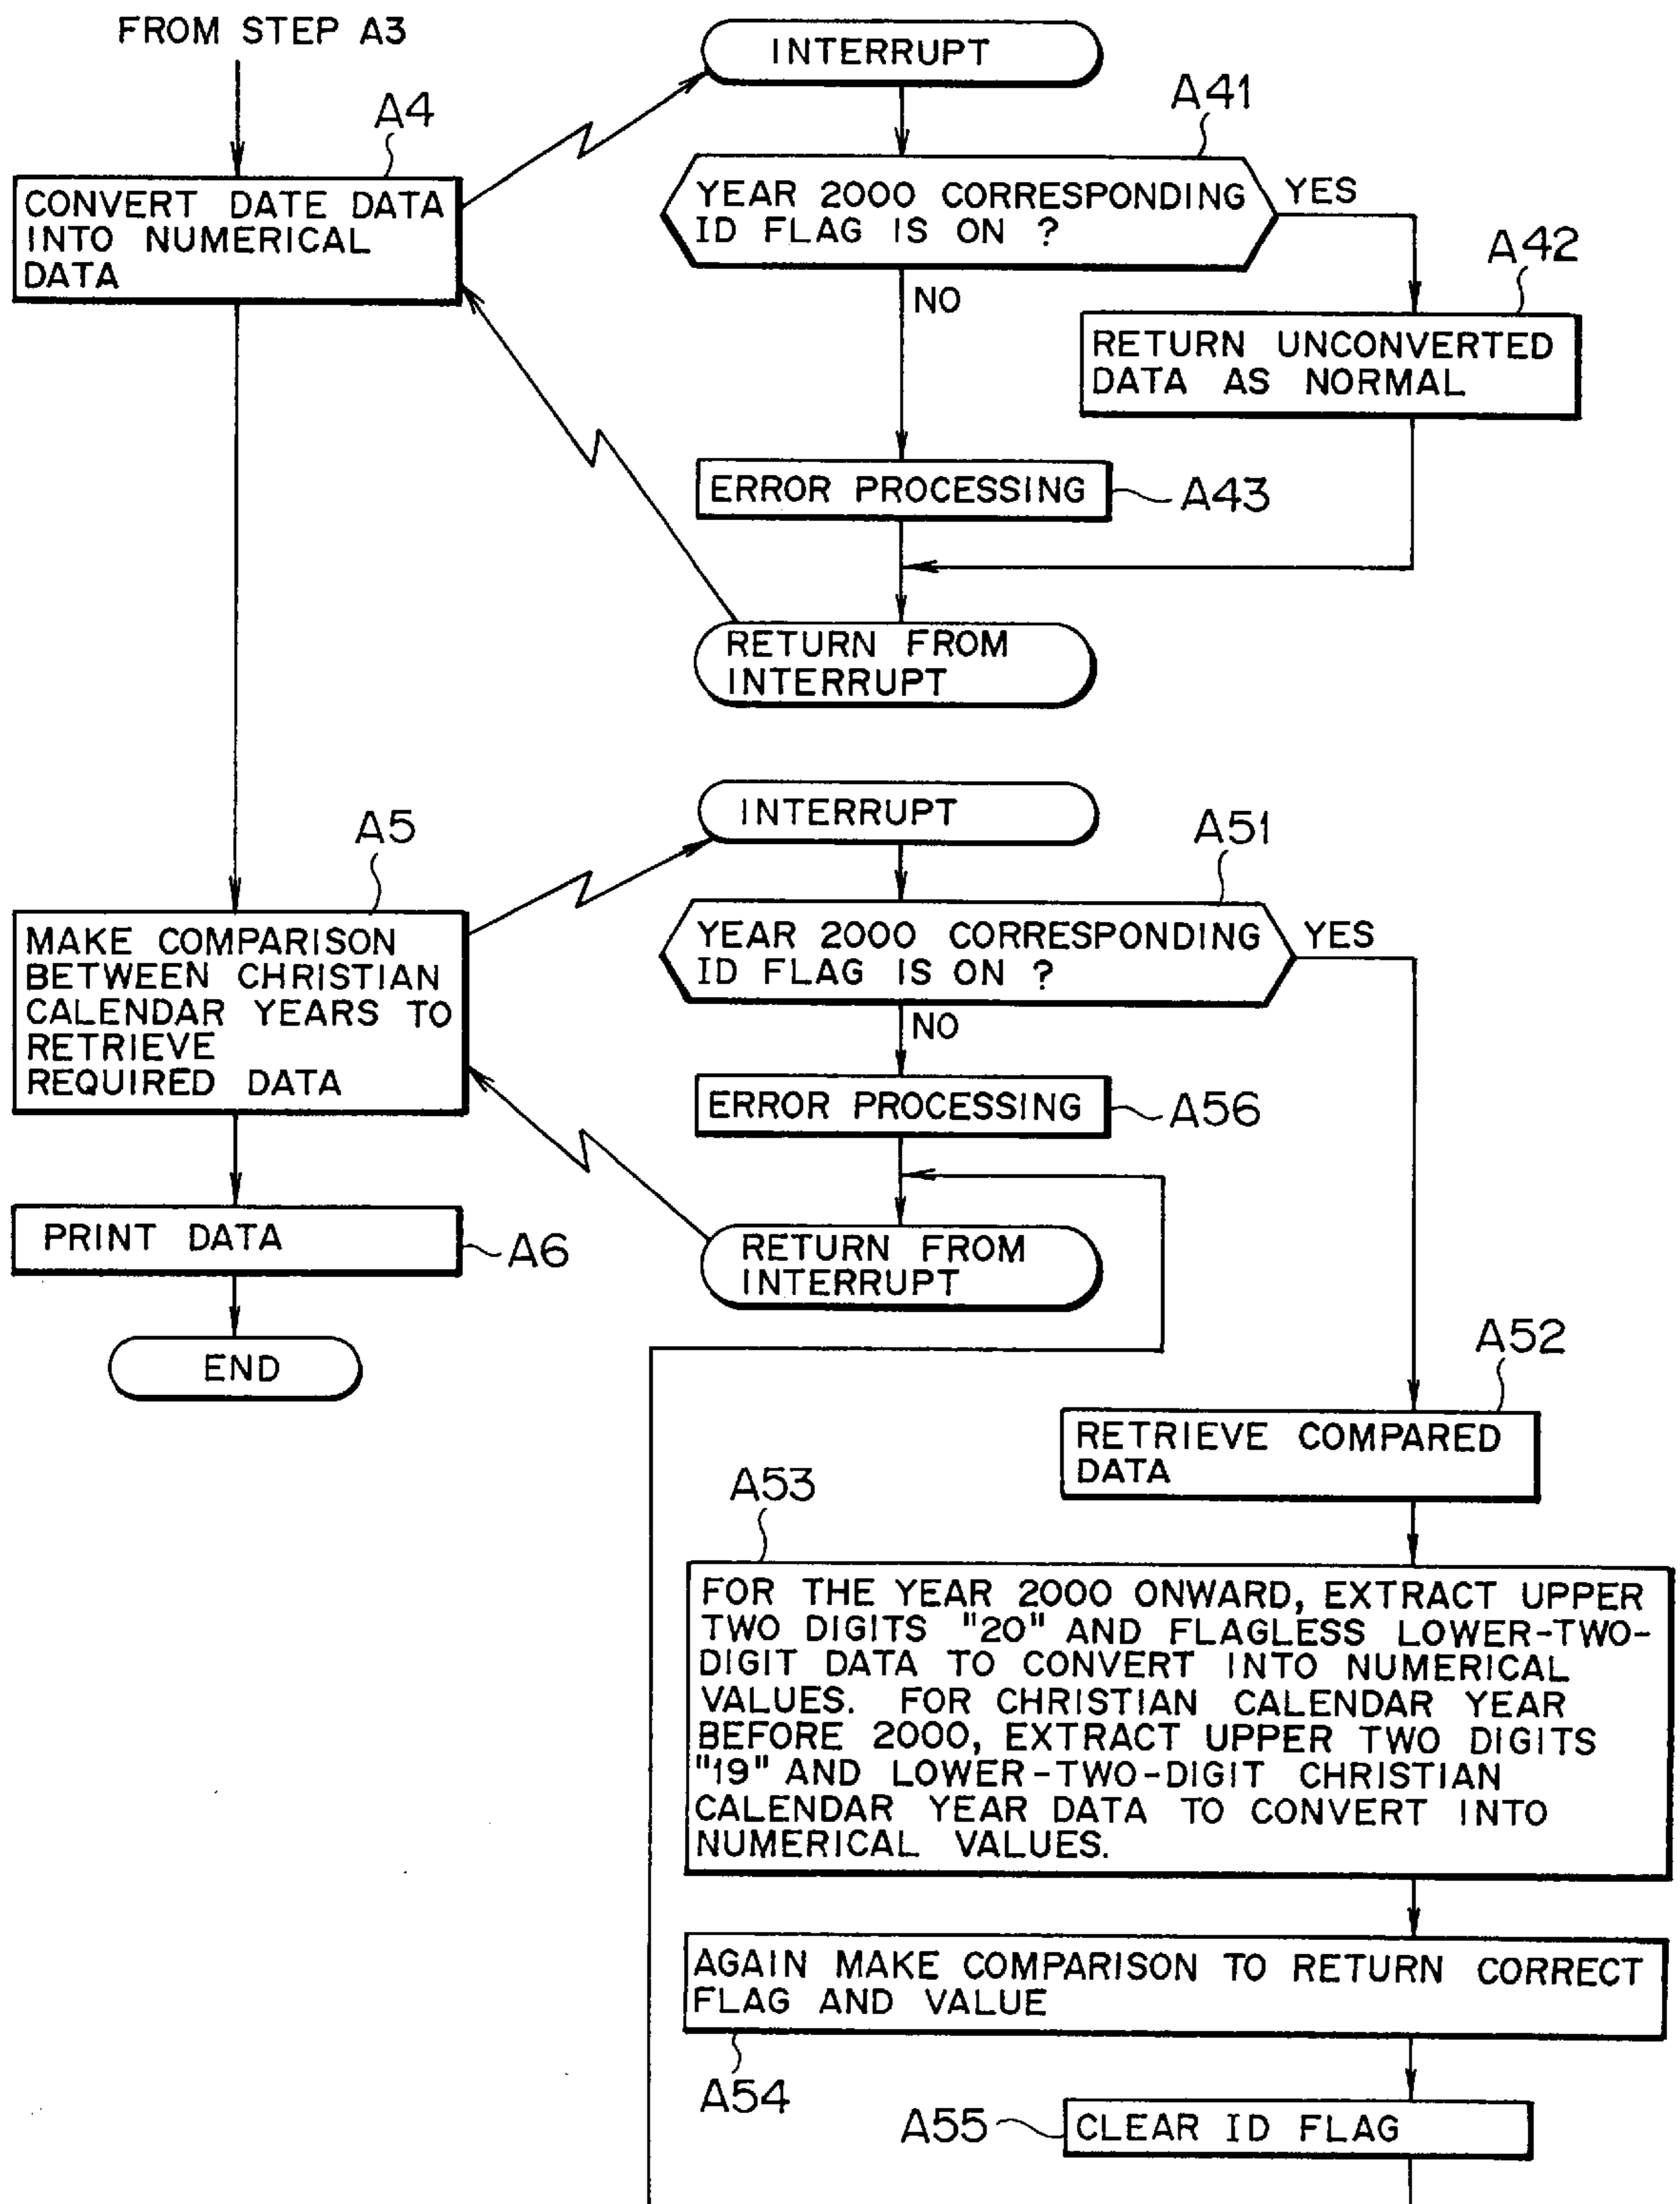 FROM STEP A3
INTERRUPT
A4
CONVERT DATE DATA
INTO NUMERICAL
DATA
A41
YEAR 2000 CORRESPONDING
ID FLAG IS ON ?
YES
NO
A42
RETURN UNCONVERTED
DATA AS NORMAL
ERROR PROCESSING
A43
RETURN FROM
INTERRUPT
INTERRUPT
A5
MAKE COMPARISON
BETWEEN CHRISTIAN
CALENDAR YEARS TO
RETRIEVE
REQUIRED DATA
A51
YEAR 2000 CORRESPONDING
ID FLAG IS ON ?
YES
NO
ERROR PROCESSING
A56
RETURN FROM
INTERRUPT
PRINT DATA
A6
END
A52
RETRIEVE COMPARED
DATA
A53
FOR THE YEAR 2000 ONWARD, EXTRACT UPPER
TWO DIGITS "20" AND FLAGLESS LOWER-TWO-
DIGIT DATA TO CONVERT INTO NUMERICAL
VALUES. FOR CHRISTIAN CALENDAR YEAR
BEFORE 2000, EXTRACT UPPER TWO DIGITS
"19" AND LOWER-TWO-DIGIT CHRISTIAN
CALENDAR YEAR DATA TO CONVERT INTO
NUMERICAL VALUES.
AGAIN MAKE COMPARISON TO RETURN CORRECT
FLAG AND VALUE
A54
A55
CLEAR ID FLAG